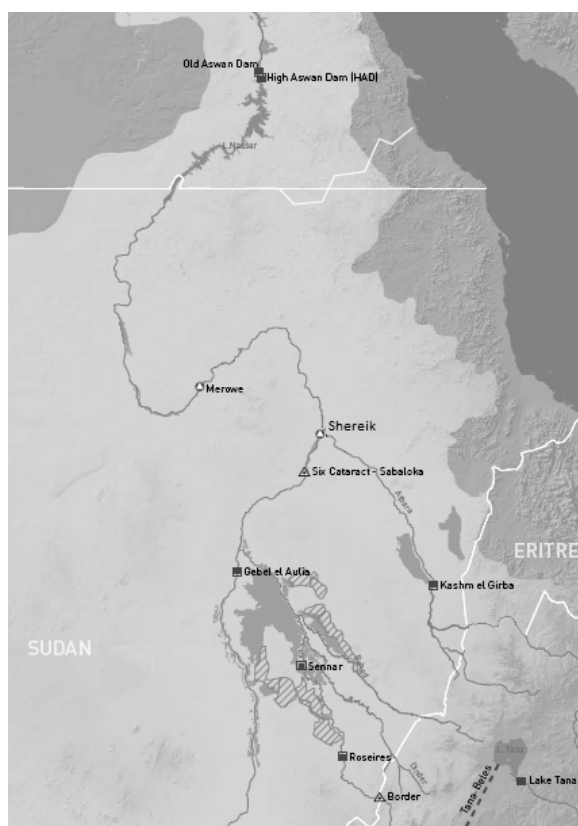 Old Aswan Dam
High Aswan Dam (HAD)
L. Nasser
Merowe
Shereik
Six Cataract - Sabaloka
Atbara
ERITRE
Gebel el Aulia
Kashm el Girba
SUDAN
Sennar
Roseires
Dinder
L. Tana
Lake Tana
Tana-Beles
Border